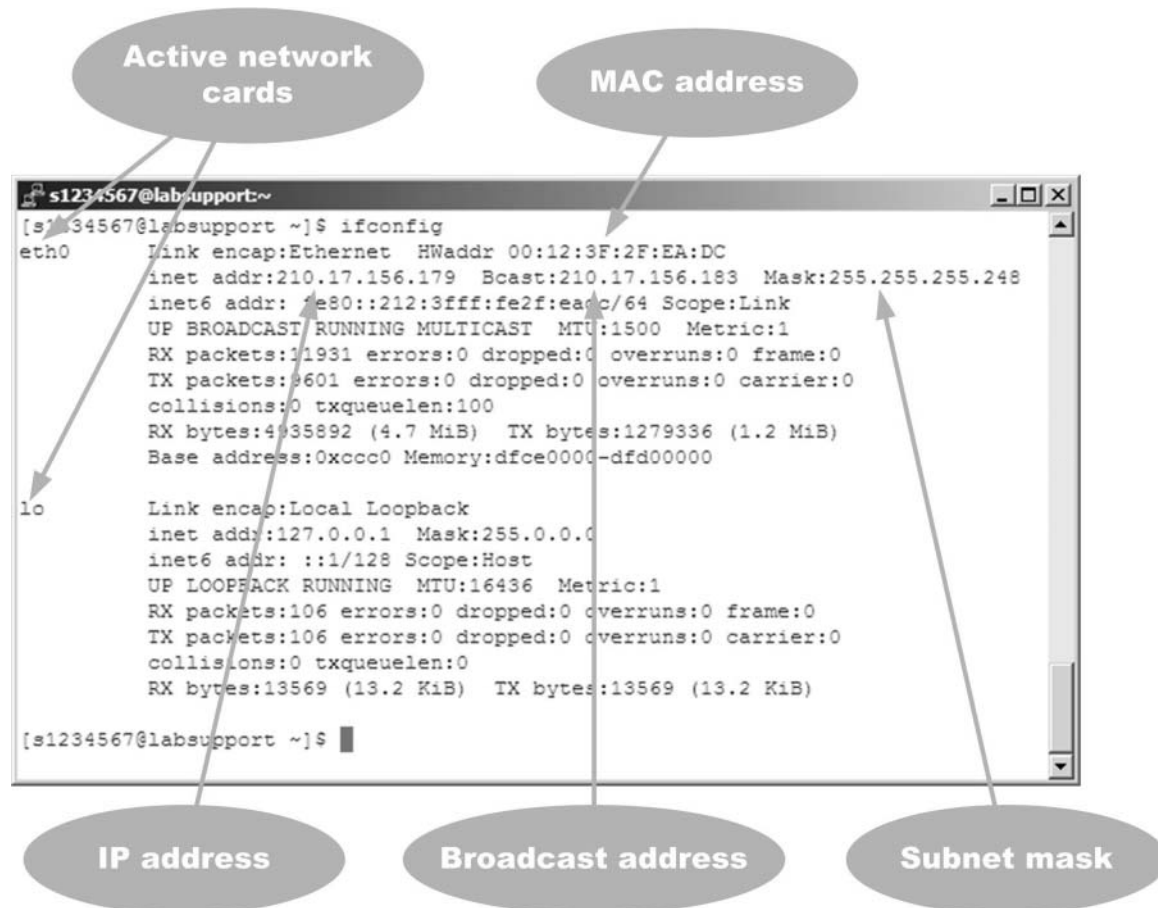 Active network
cards
MAC address
s1234567@labsupport:~
[s1234567@labsupport ~]$ ifconfig
eth0 Link encap:Ethernet HWaddr 00:12:3F:2F:EA:DC
inet addr:210.17.156.179 Bcast:210.17.156.183 Mask:255.255.255.248
inet6 addr: fe80::212:3fff:fe2f:eadc/64 Scope:Link
UP BROADCAST RUNNING MULTICAST MTU:1500 Metric:1
RX packets:11931 errors:0 dropped:0 overruns:0 frame:0
TX packets:9601 errors:0 dropped:0 overruns:0 carrier:0
collisions:0 txqueuelen:100
RX bytes:4935892 (4.7 MiB) TX bytes:1279336 (1.2 MiB)
Base address:0xccc0 Memory:dfce0000-dfd00000
lo Link encap:Local Loopback
inet addr:127.0.0.1 Mask:255.0.0.0
inet6 addr: ::1/128 Scope:Host
UP LOOPBACK RUNNING MTU:16436 Metric:1
RX packets:106 errors:0 dropped:0 overruns:0 frame:0
TX packets:106 errors:0 dropped:0 overruns:0 carrier:0
collisions:0 txqueuelen:0
RX bytes:13569 (13.2 KiB) TX bytes:13569 (13.2 KiB)
[s1234567@labsupport ~]$
IP address
Broadcast address
Subnet mask